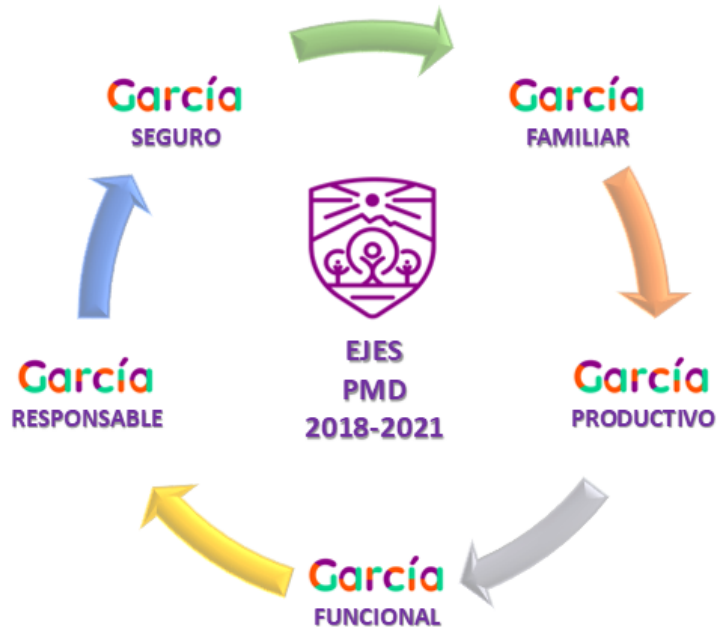 García
SEGURO
García
FAMILIAR
EJES
PMD
2018-2021
García
RESPONSABLE
García
PRODUCTIVO
García
FUNCIONAL